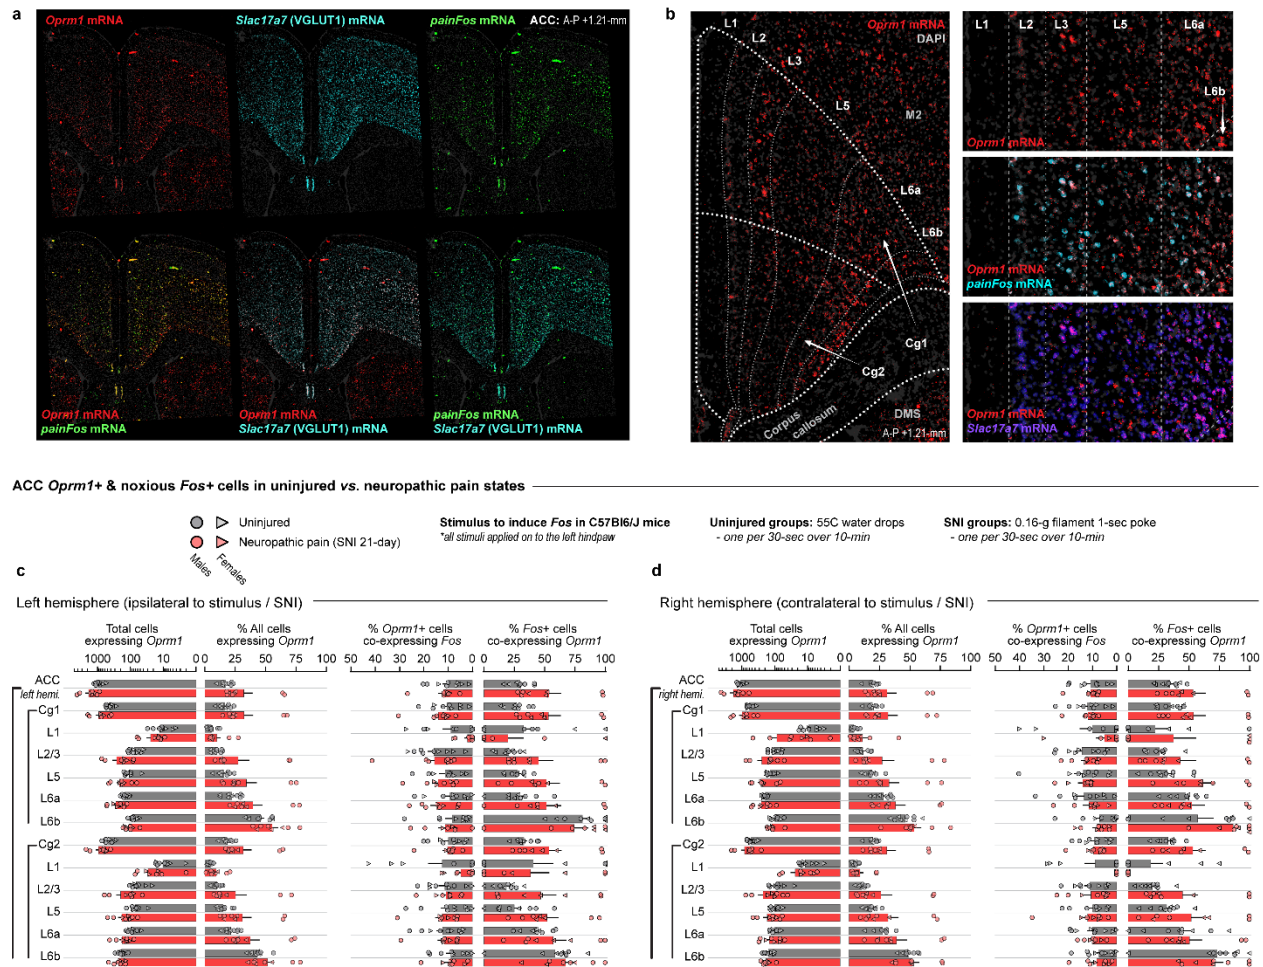 a
Oprm1 mRNA
Slac17a7 (VGLUT1) mRNA
painFos mRNA
ACC: A-P +1.21-mm
Oprm1 mRNA
painFos mRNA
Oprm1 mRNA
Slac17a7 (VGLUT1) mRNA
painFos mRNA
Slac17a7 (VGLUT1) mRNA
b
Oprm1 mRNA
DAPI
L1
L2
L3
L5
M2
L6a
L6b
Cg1
Cg2
Corpus
callosum
DMS
A-P +1.21-mm
L1 L2 L3 L5 L6a
L6b
Oprm1 mRNA
Oprm1 mRNA
painFos mRNA
Oprm1 mRNA
Slac17a7 mRNA
ACC Oprm1+ & noxious Fos+ cells in uninjured vs. neuropathic pain states
Uninjured
Neuropathic pain (SNI 21-day)
Males
Females
Stimulus to induce Fos in C57Bl6/J mice
*all stimuli applied on to the left hindpaw
Uninjured groups: 55C water drops
- one per 30-sec over 10-min
SNI groups: 0.16-g filament 1-sec poke
- one per 30-sec over 10-min
c
Left hemisphere (ipsilateral to stimulus / SNI)
Total cells
expressing Oprm1
% All cells
expressing Oprm1
% Oprm1+ cells
co-expressing Fos
% Fos+ cells
co-expressing Oprm1
1000 100 10 0 0 25 50 75 100
50 40 30 20 10 0 0 25 50 75 100
ACC
left hemi.
Cg1
L1
L2/3
L5
L6a
L6b
Cg2
L1
L2/3
L5
L6a
L6b
d
Right hemisphere (contralateral to stimulus / SNI)
Total cells
expressing Oprm1
% All cells
expressing Oprm1
% Oprm1+ cells
co-expressing Fos
% Fos+ cells
co-expressing Oprm1
1000 100 10 0 0 25 50 75 100
50 40 30 20 10 0 0 25 50 75 100
ACC
right hemi.
Cg1
L1
L2/3
L5
L6a
L6b
Cg2
L1
L2/3
L5
L6a
L6b